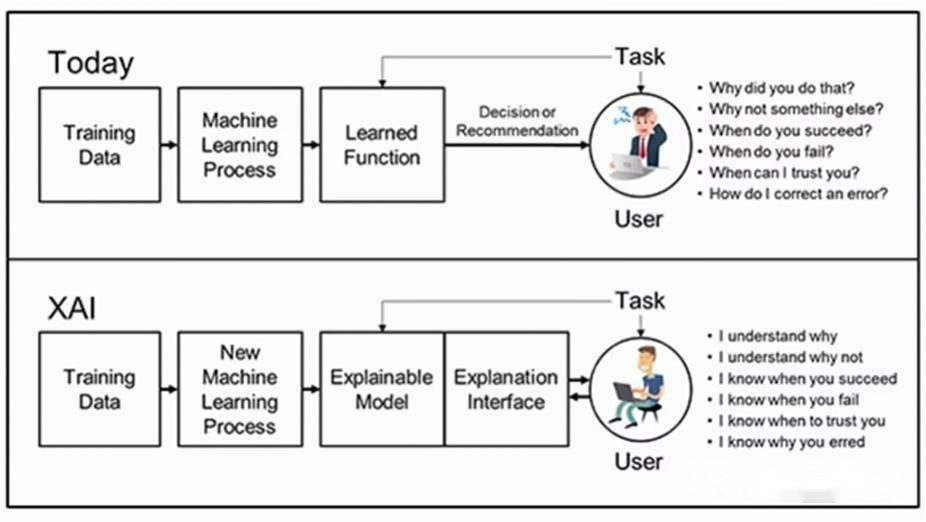 Today
Task
Training
Data
Machine
Learning
Process
Learned
Function
Decision or
Recommendation
User
• Why did you do that?
• Why not something else?
• When do you succeed?
• When do you fail?
• When can I trust you?
• How do I correct an error?
XAI
Task
Training
Data
New
Machine
Learning
Process
Explainable
Model
Explanation
Interface
User
• I understand why
• I understand why not
• I know when you succeed
• I know when you fail
• I know when to trust you
• I know why you erred